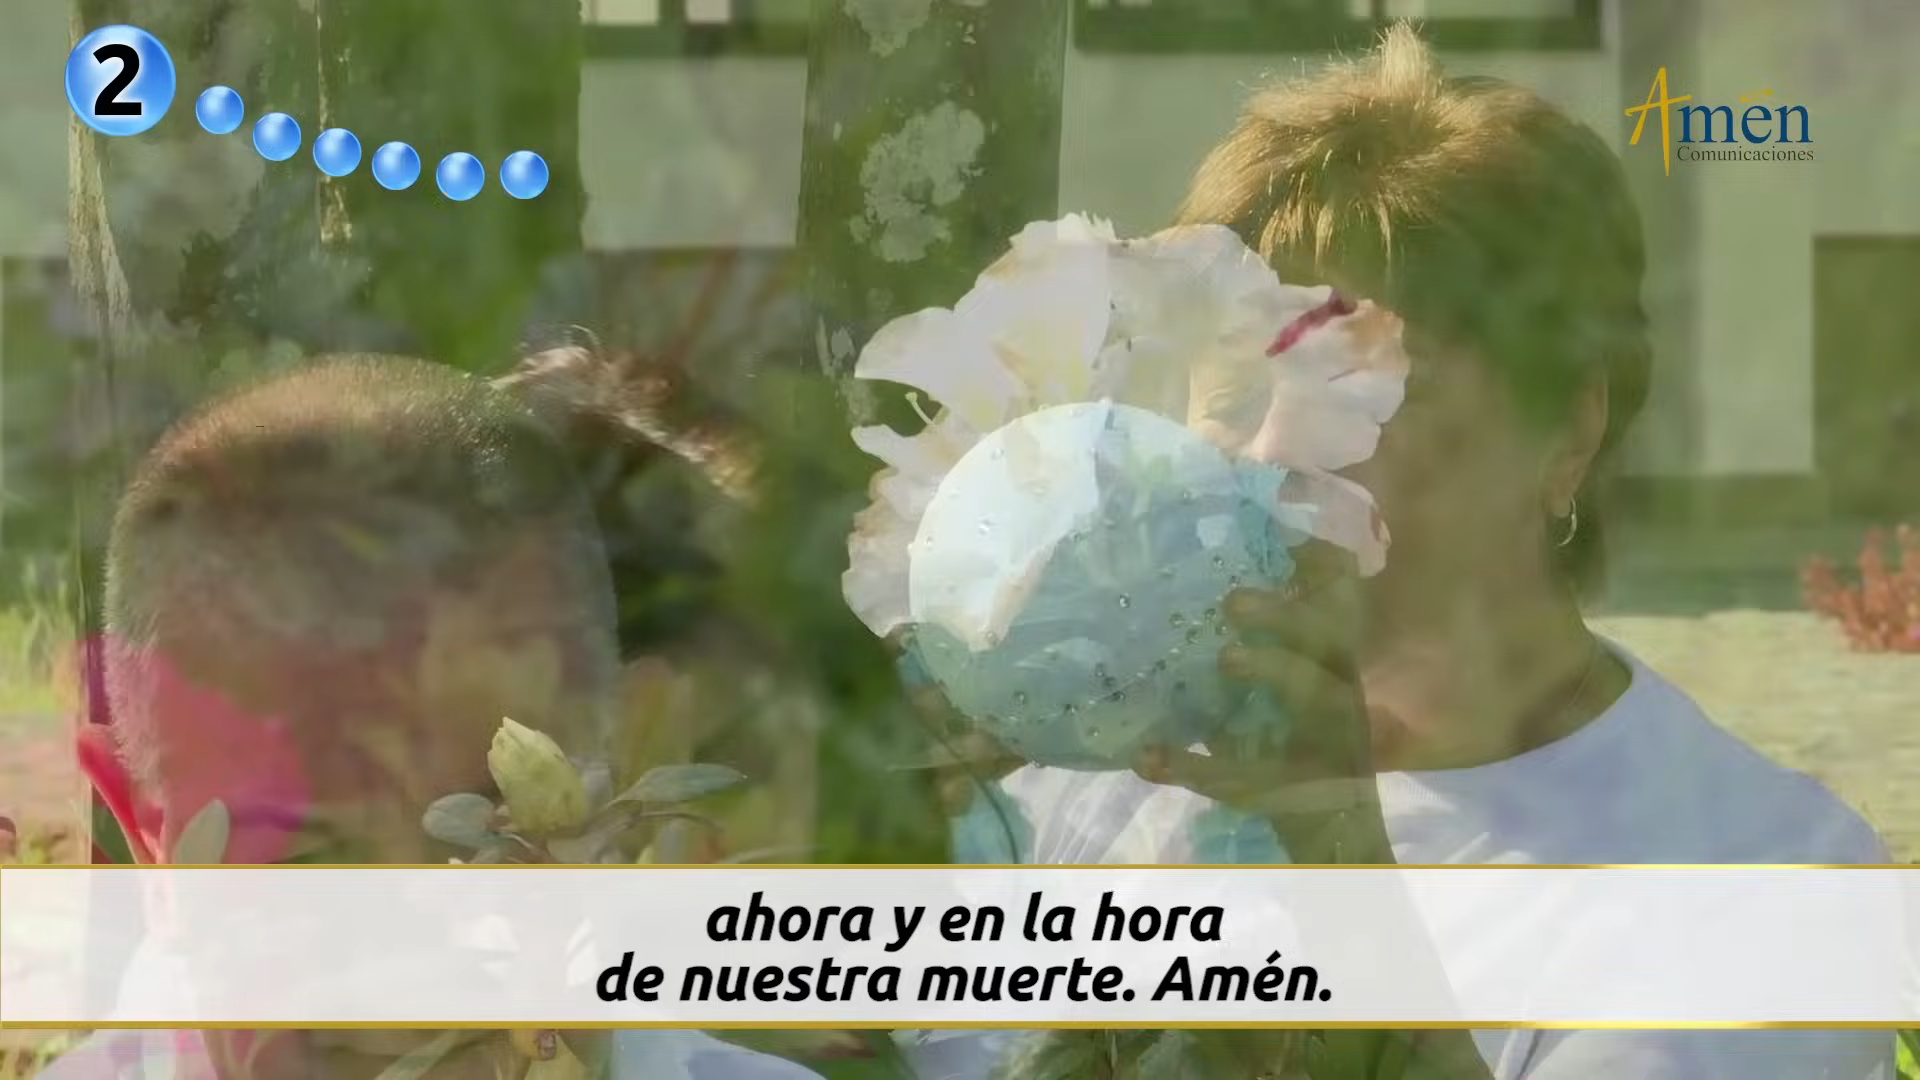 2
Amén
Comunicaciones
ahora y en la hora
de nuestra muerte. Amén.